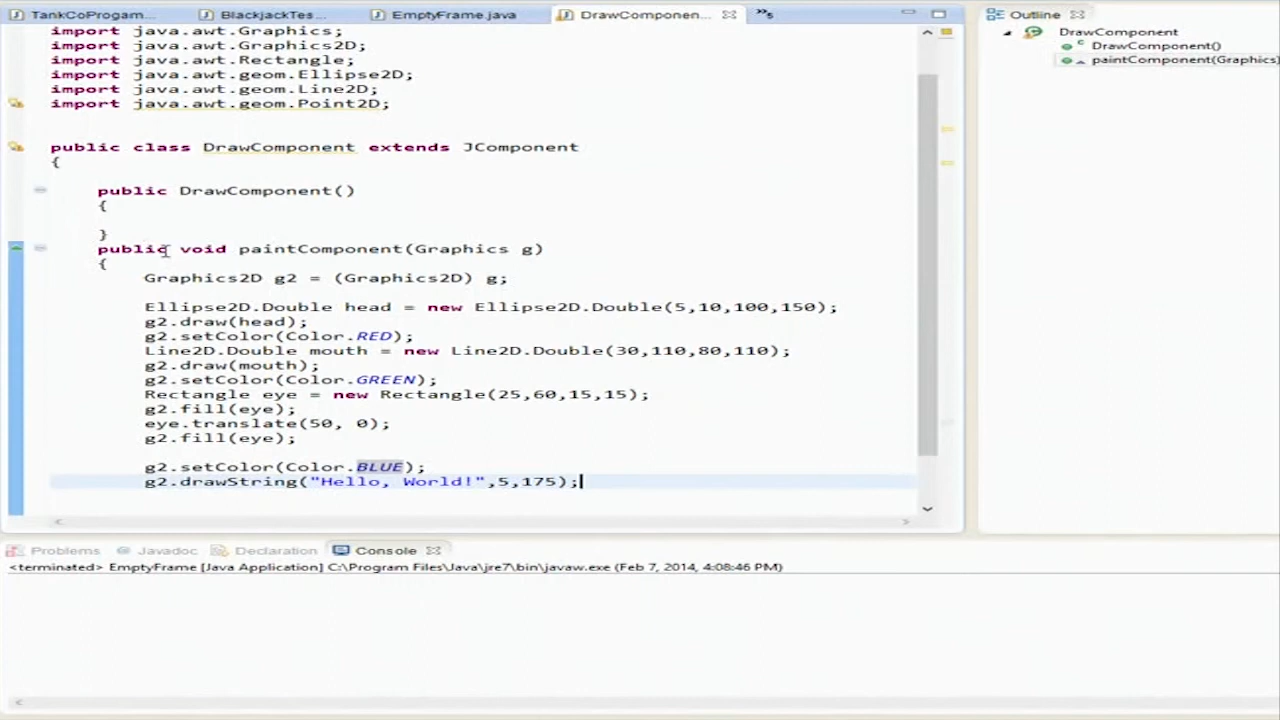 TankCoProgam... BlackjackTes... EmptyFrame.java DrawComponen... »5 Outline
import java.awt.Graphics;
import java.awt.Graphics2D;
import java.awt.Rectangle;
import java.awt.geom.Ellipse2D;
import java.awt.geom.Line2D;
import java.awt.geom.Point2D;
public class DrawComponent extends JComponent
{
public DrawComponent()
{
}
public void paintComponent(Graphics g)
{
Graphics2D g2 = (Graphics2D) g;
Ellipse2D.Double head = new Ellipse2D.Double(5,10,100,150);
g2.draw(head);
g2.setColor(Color.RED);
Line2D.Double mouth = new Line2D.Double(30,110,80,110);
g2.draw(mouth);
g2.setColor(Color.GREEN);
Rectangle eye = new Rectangle(25,60,15,15);
g2.fill(eye);
eye.translate(50, 0);
g2.fill(eye);
g2.setColor(Color.BLUE);
g2.drawString("Hello, World!",5,175);
DrawComponent
DrawComponent()
paintComponent(Graphics)
Problems Javadoc Declaration Console
<terminated> EmptyFrame [Java Application] C:\Program Files\Java\jre7\bin\javaw.exe (Feb 7, 2014, 4:08:46 PM)